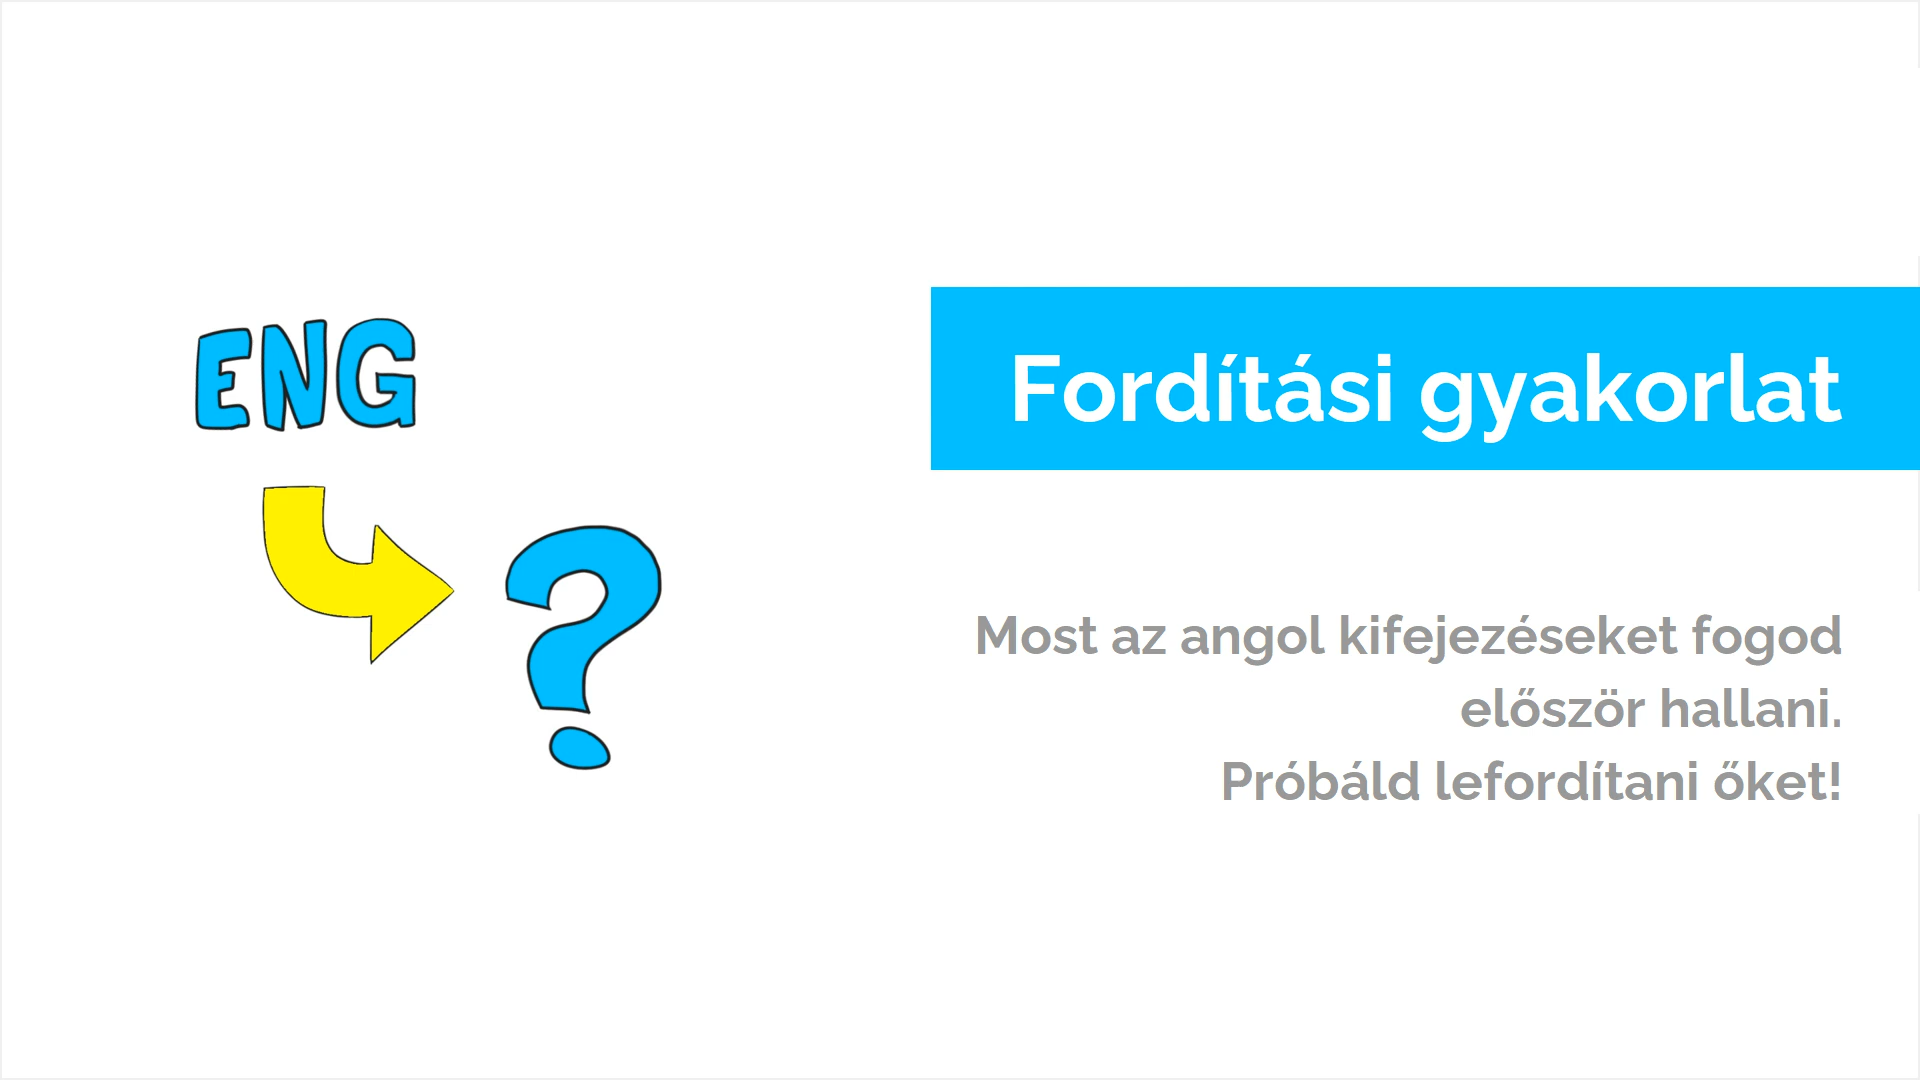 ENG
Fordítási gyakorlat
?
Most az angol kifejezéseket fogod
először hallani.
Próbáld lefordítani őket!